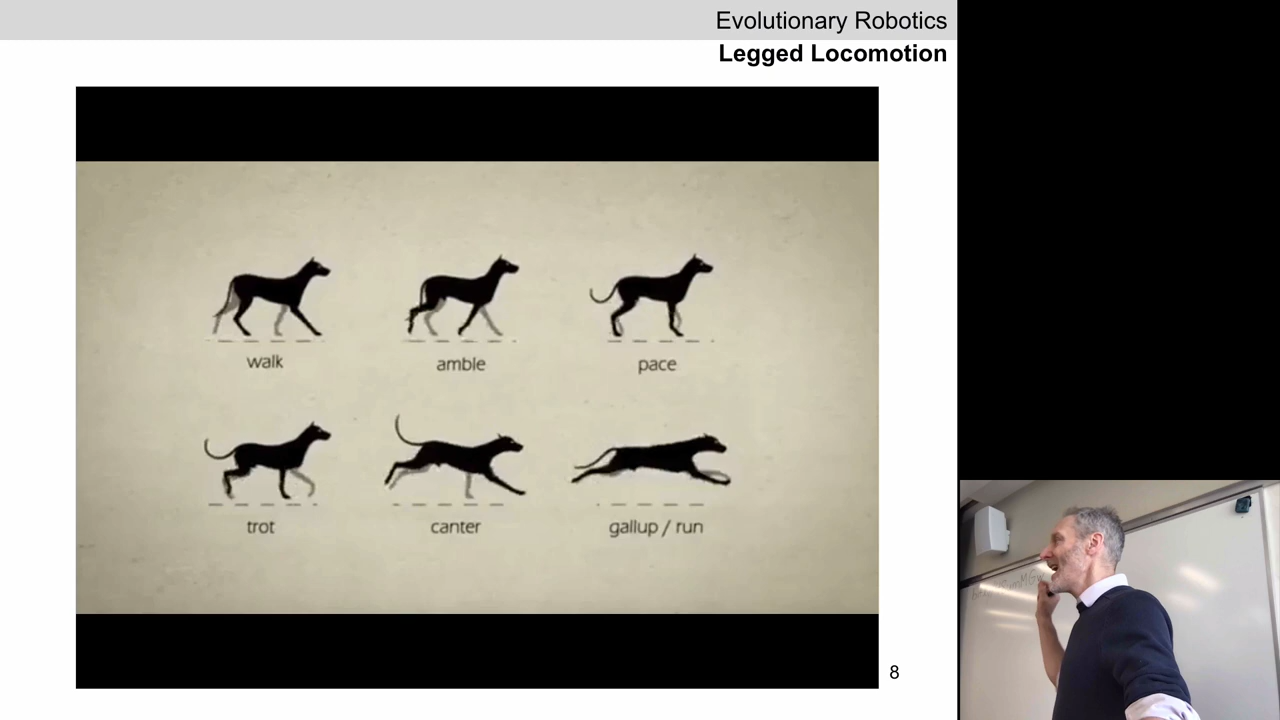 Evolutionary Robotics
Legged Locomotion
walk
amble
pace
trot
canter
gallup / run
8